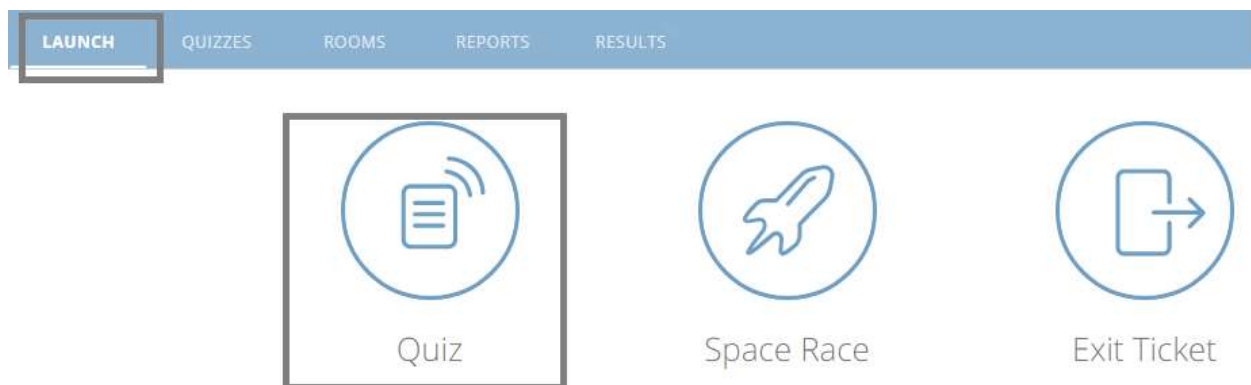 LAUNCH QUIZZES ROOMS REPORTS RESULTS
Quiz Space Race Exit Ticket